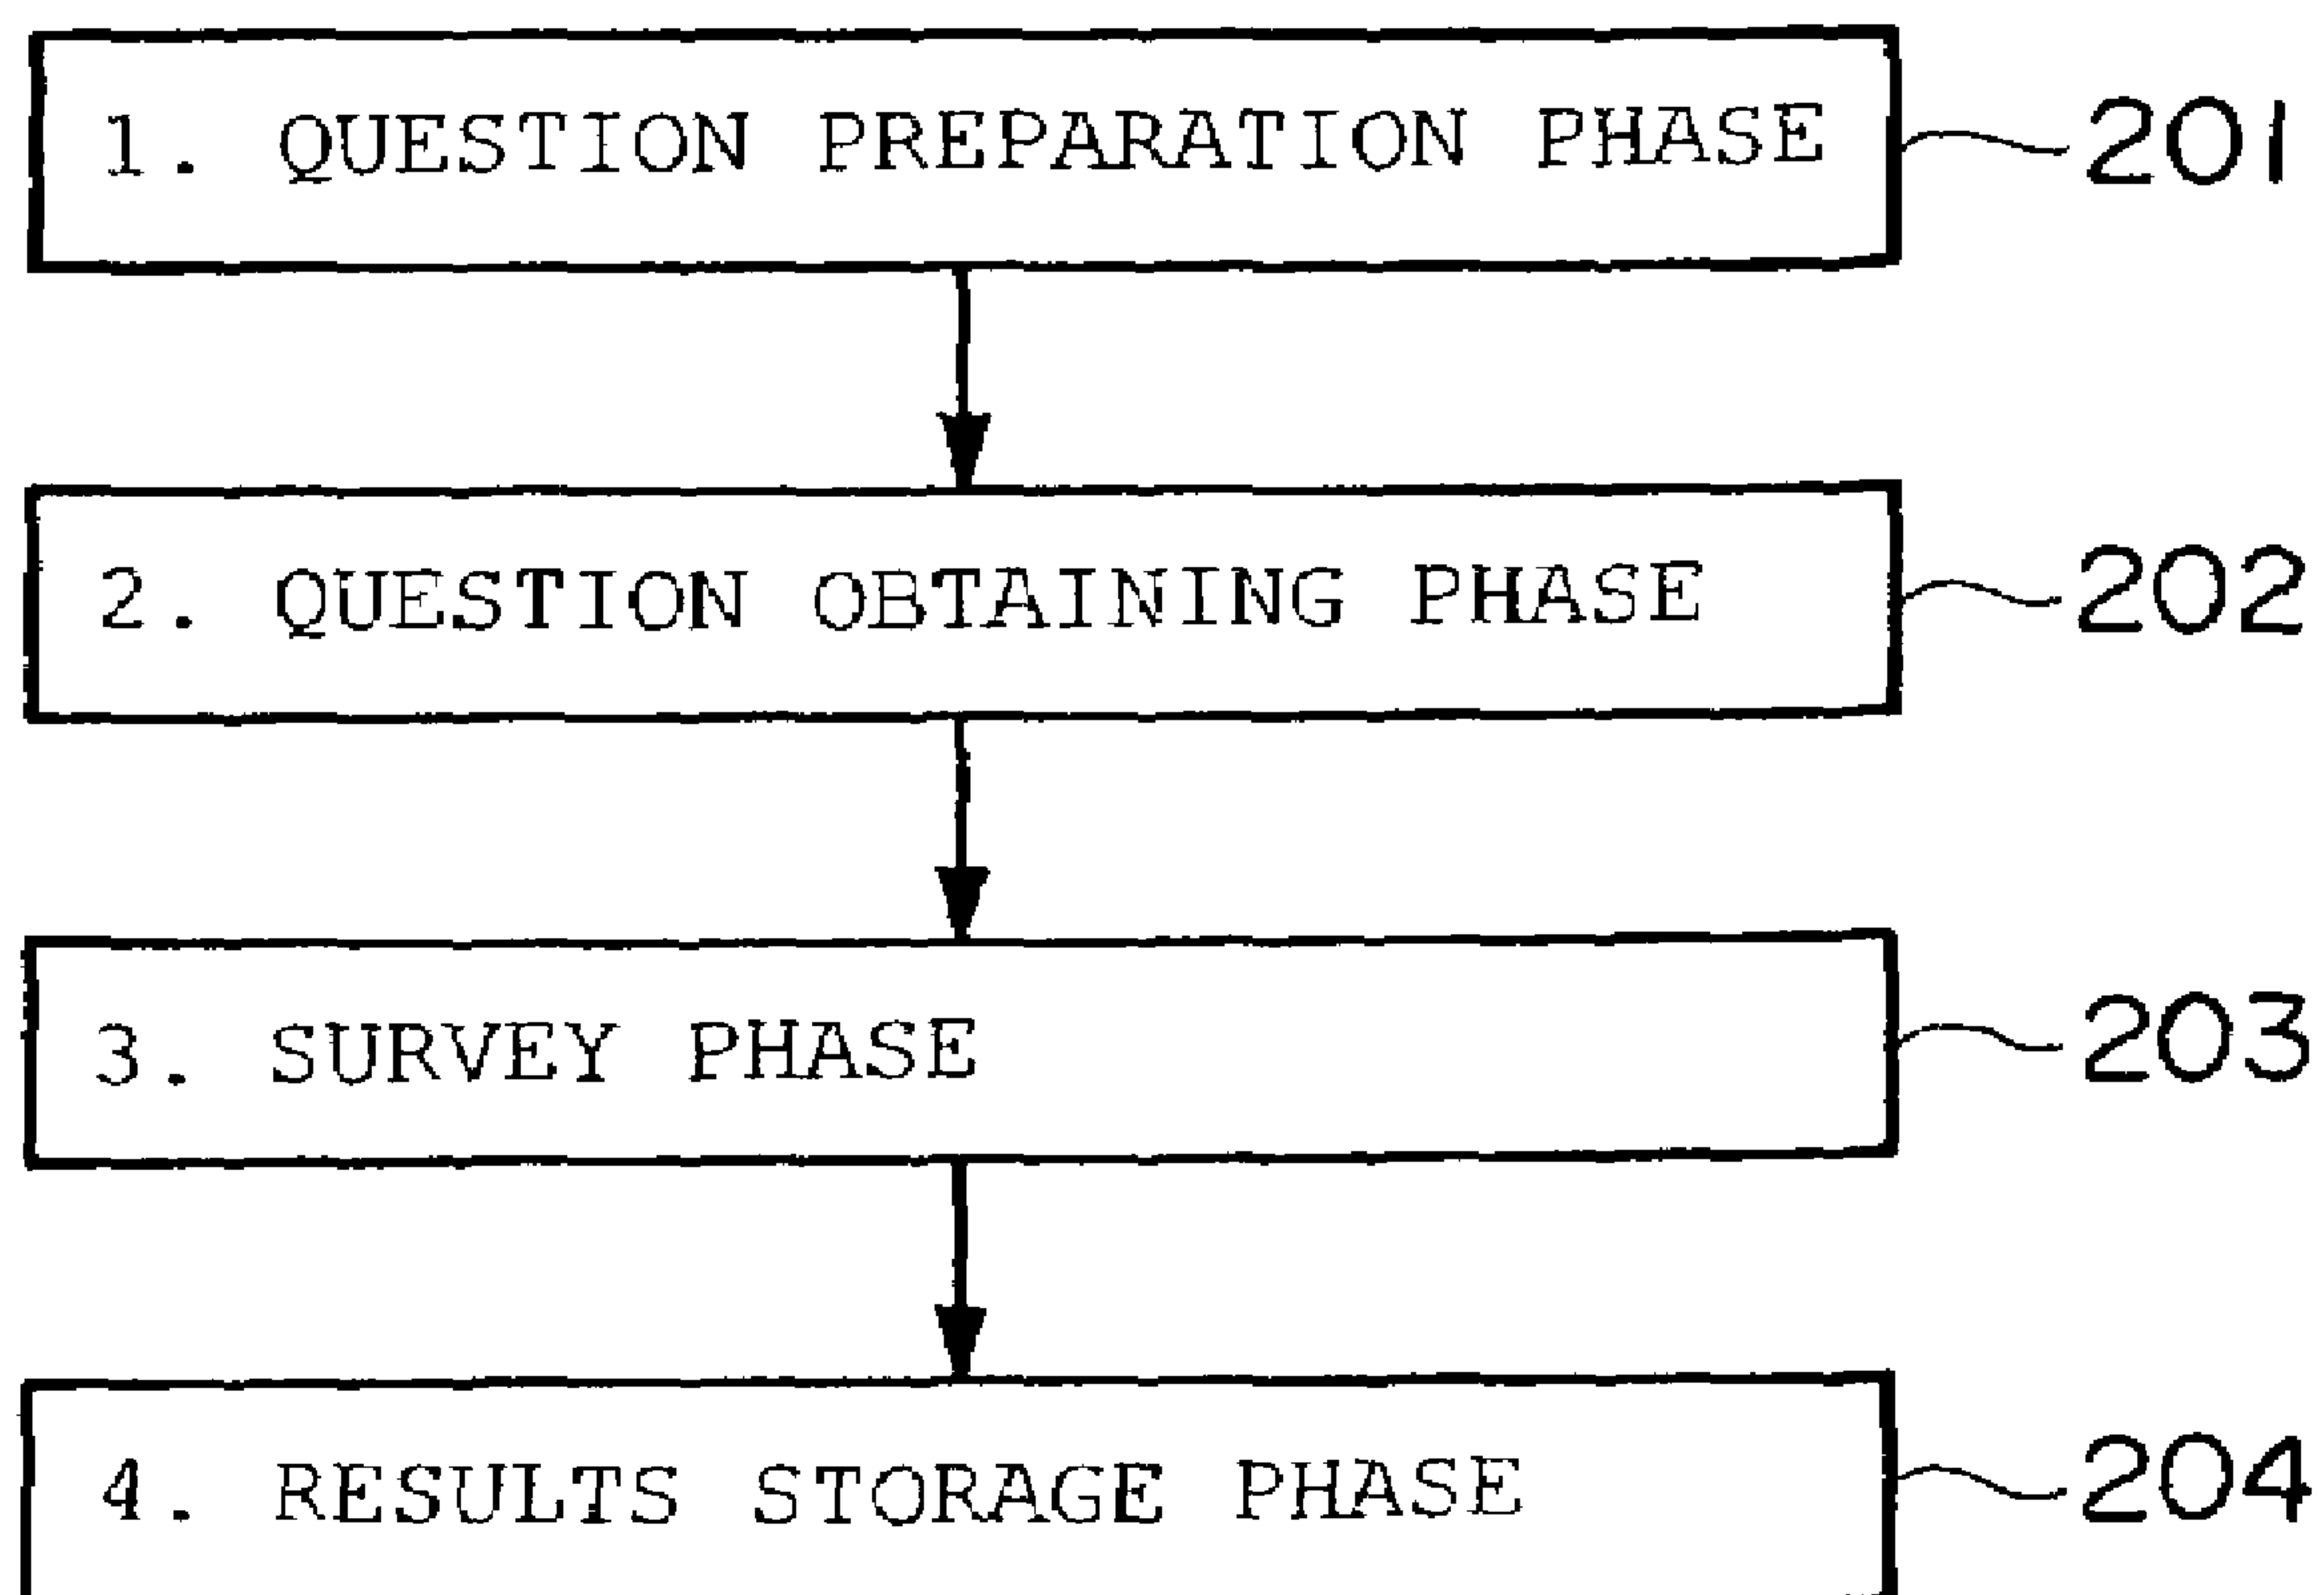 1. QUESTION PREPARATION PHASE 201
2. QUESTION OBTAINING PHASE 202
3. SURVEY PHASE 203
4. RESULTS STORAGE PHASE 204